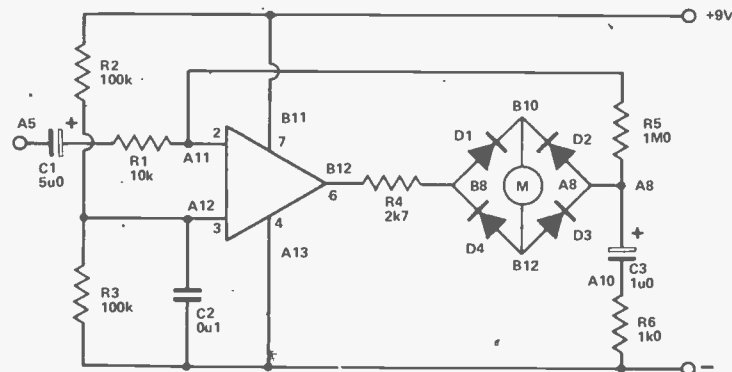 +9V
R2
100k
R5
1M0
A5
+
C1
5u0
R1
10k
A11
2
B11
7
B12
6
R4
2k7
B10
D1
D2
B8
M
A8
A8
D4
D3
B12
A12
3
4
A13
+
C3
1u0
A10
R3
100k
C2
0u1
R6
1k0
–